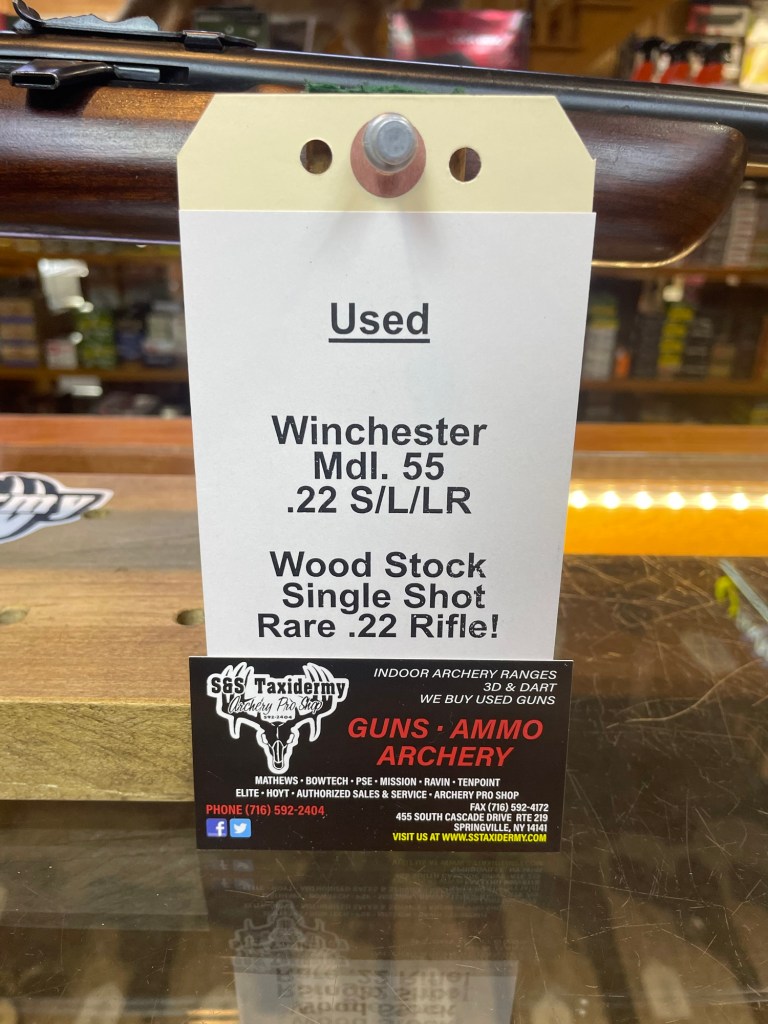 Used
Winchester
Mdl. 55
.22 S/L/LR
Wood Stock
Single Shot
Rare .22 Rifle!
S&S Taxidermy
Archery Pro Shop
592-2404
INDOOR ARCHERY RANGES
3D & DART
WE BUY USED GUNS
GUNS · AMMO
ARCHERY
MATHEWS · BOWTECH · PSE · MISSION · RAVIN · TENPOINT
ELITE · HOYT · AUTHORIZED SALES & SERVICE · ARCHERY PRO SHOP
PHONE (716) 592-2404
FAX (716) 592-4172
455 SOUTH CASCADE DRIVE RTE 219
SPRINGVILLE, NY 14141
VISIT US AT WWW.SSTAXIDERMY.COM